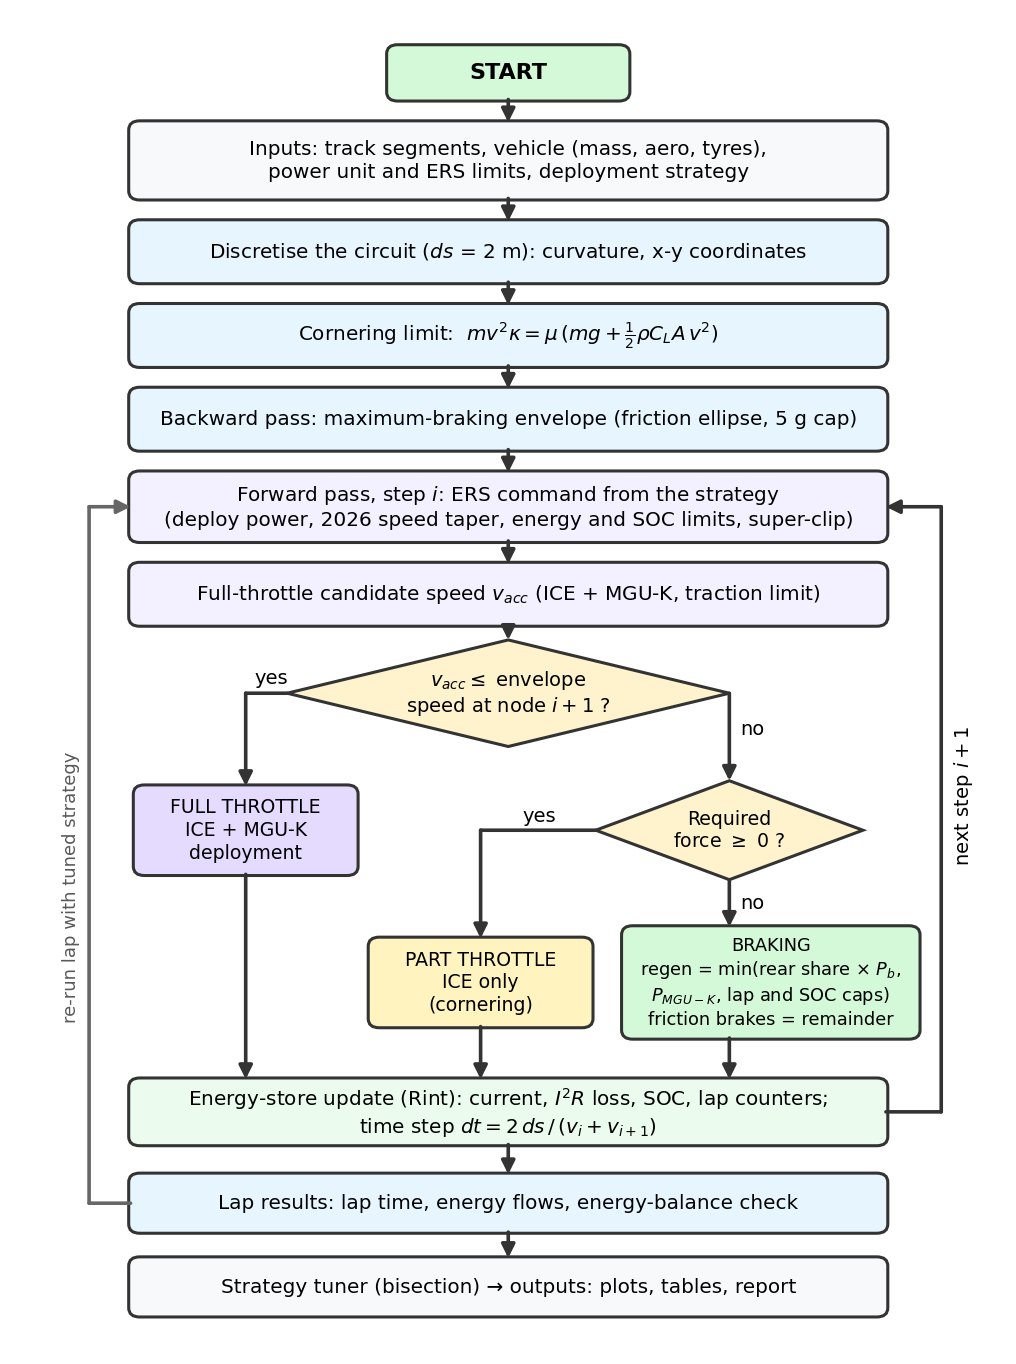 START
Inputs: track segments, vehicle (mass, aero, tyres),
power unit and ERS limits, deployment strategy
Discretise the circuit (ds = 2 m): curvature, x-y coordinates
Cornering limit: mv²κ = μ (mg + ½ρC_L A v²)
Backward pass: maximum-braking envelope (friction ellipse, 5 g cap)
Forward pass, step i: ERS command from the strategy
(deploy power, 2026 speed taper, energy and SOC limits, super-clip)
Full-throttle candidate speed v_acc (ICE + MGU-K, traction limit)
v_acc ≤ envelope
speed at node i + 1 ?
yes
no
FULL THROTTLE
ICE + MGU-K
deployment
Required
force ≥ 0 ?
yes
no
PART THROTTLE
ICE only
(cornering)
BRAKING
regen = min(rear share × P_b,
P_MGU−K, lap and SOC caps)
friction brakes = remainder
Energy-store update (Rint): current, I²R loss, SOC, lap counters;
time step dt = 2 ds / (v_i + v_{i+1})
next step i + 1
re-run lap with tuned strategy
Lap results: lap time, energy flows, energy-balance check
Strategy tuner (bisection) → outputs: plots, tables, report